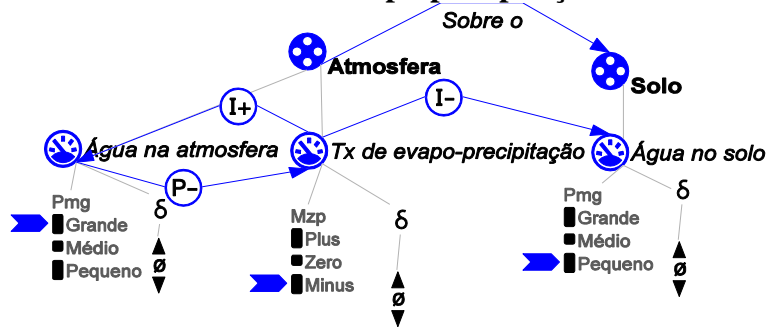 Sobre o
Atmosfera
Solo
I+
I–
Água na atmosfera
Tx de evapo-precipitação
Água no solo
P–
Pmg
Grande
Médio
Pequeno
δ
ø
Mzp
Plus
Zero
Minus
δ
ø
Pmg
Grande
Médio
Pequeno
δ
ø